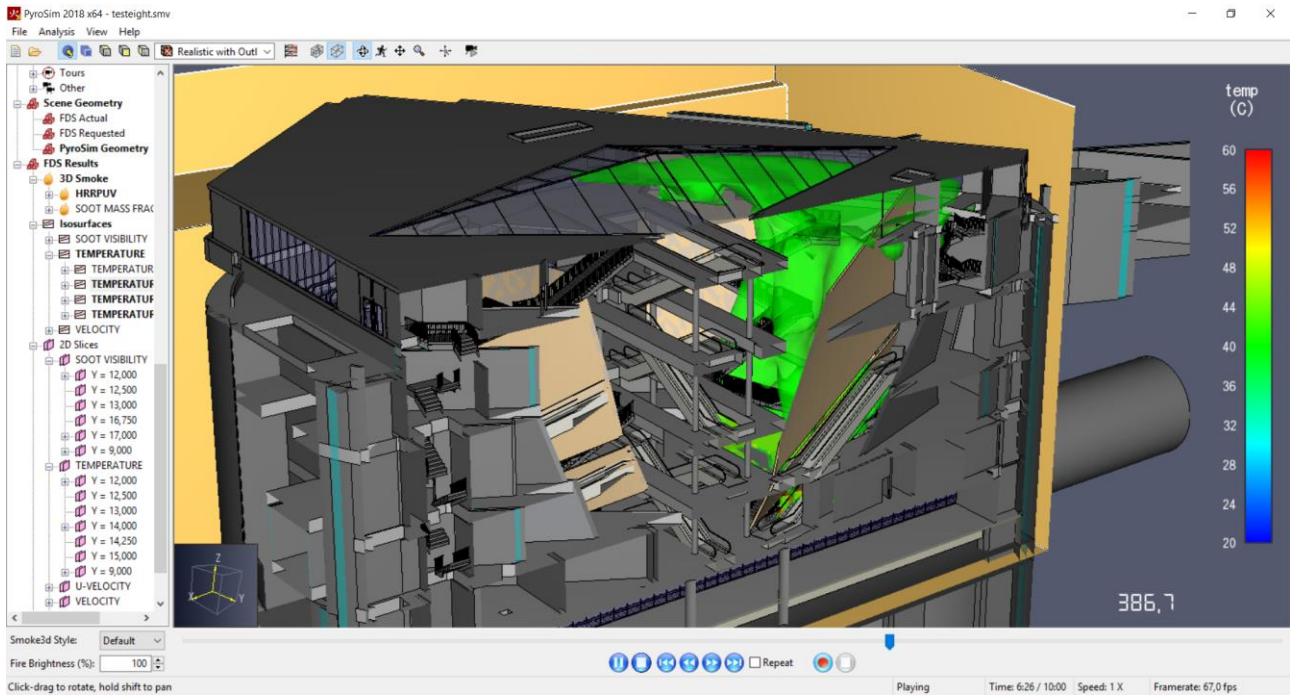 PyroSim 2018 x64 - testeight.smv
File Analysis View Help
Realistic with Outl
Tours
Other
Scene Geometry
FDS Actual
FDS Requested
PyroSim Geometry
FDS Results
3D Smoke
HRRPUV
SOOT MASS FRAC
Isosurfaces
SOOT VISIBILITY
TEMPERATURE
TEMPERATUR
TEMPERATUR
TEMPERATUR
TEMPERATUR
VELOCITY
2D Slices
SOOT VISIBILITY
Y = 12,000
Y = 12,500
Y = 13,000
Y = 16,750
Y = 17,000
Y = 9,000
TEMPERATURE
Y = 12,000
Y = 12,500
Y = 13,000
Y = 14,000
Y = 14,250
Y = 15,000
Y = 9,000
U-VELOCITY
VELOCITY
temp
(C)
60
56
52
48
44
40
36
32
28
24
20
Z
X
Y
386,7
Smoke3d Style: Default
Fire Brightness (%): 100
Repeat
Click-drag to rotate, hold shift to pan
Playing
Time: 6:26 / 10:00
Speed: 1 X
Framerate: 67,0 fps